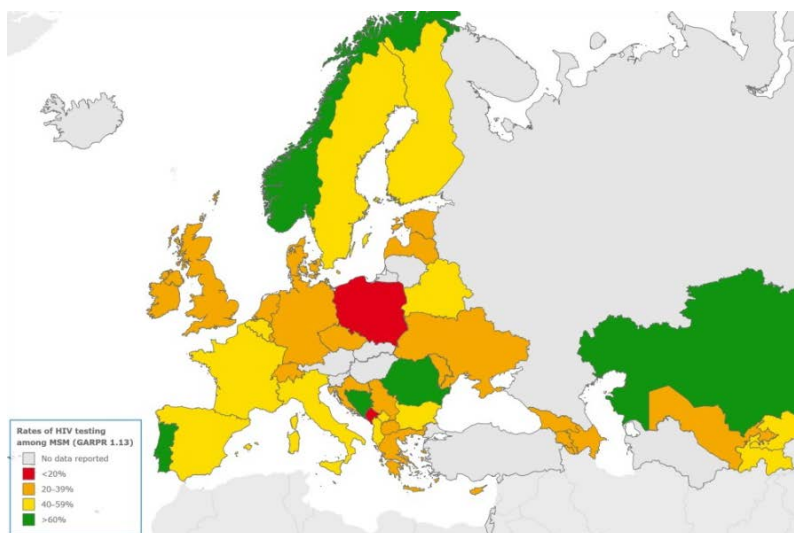 Rates of HIV testing
among MSM (GARPR 1.13)
No data reported
<20%
20–39%
40–59%
>60%